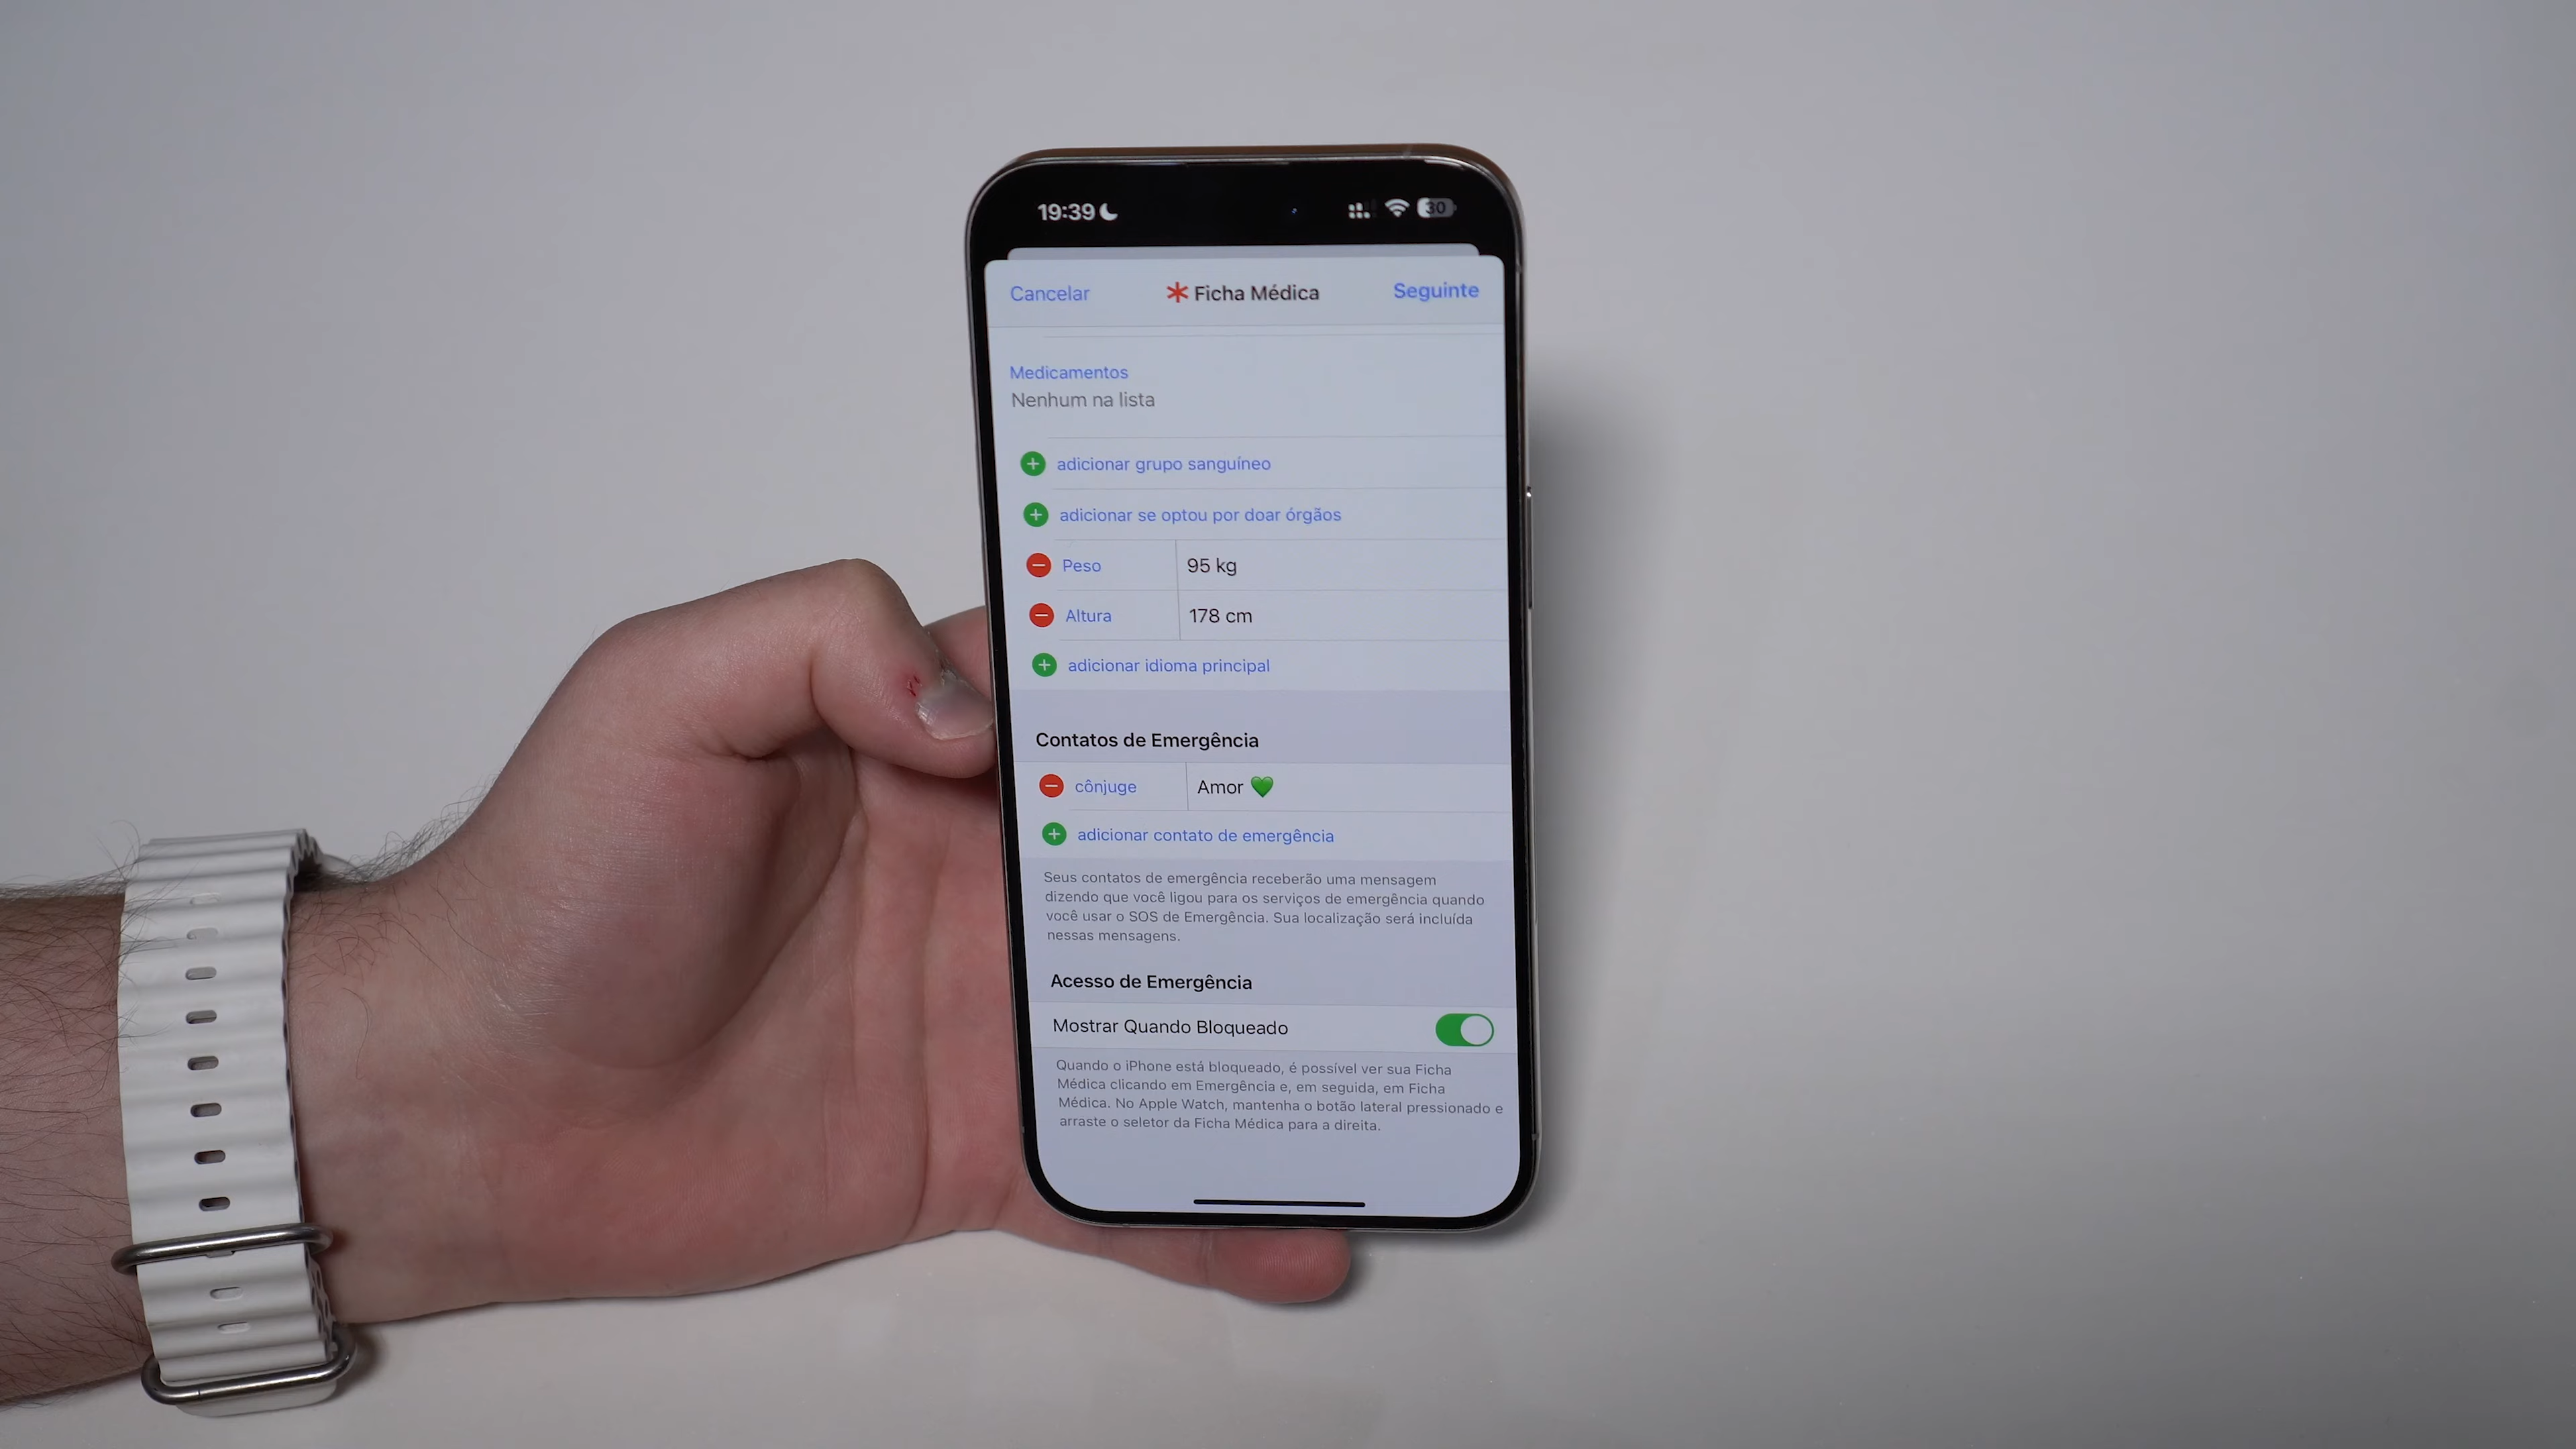 19:39
30
Cancelar
Ficha Médica
Seguinte
Medicamentos
Nenhum na lista
adicionar grupo sanguíneo
adicionar se optou por doar órgãos
Peso 95 kg
Altura 178 cm
adicionar idioma principal
Contatos de Emergência
cônjuge Amor 💚
adicionar contato de emergência
Seus contatos de emergência receberão uma mensagem
dizendo que você ligou para os serviços de emergência quando
você usar o SOS de Emergência. Sua localização será incluída
nessas mensagens.
Acesso de Emergência
Mostrar Quando Bloqueado
Quando o iPhone está bloqueado, é possível ver sua Ficha
Médica clicando em Emergência e, em seguida, em Ficha
Médica. No Apple Watch, mantenha o botão lateral pressionado e
arraste o seletor da Ficha Médica para a direita.